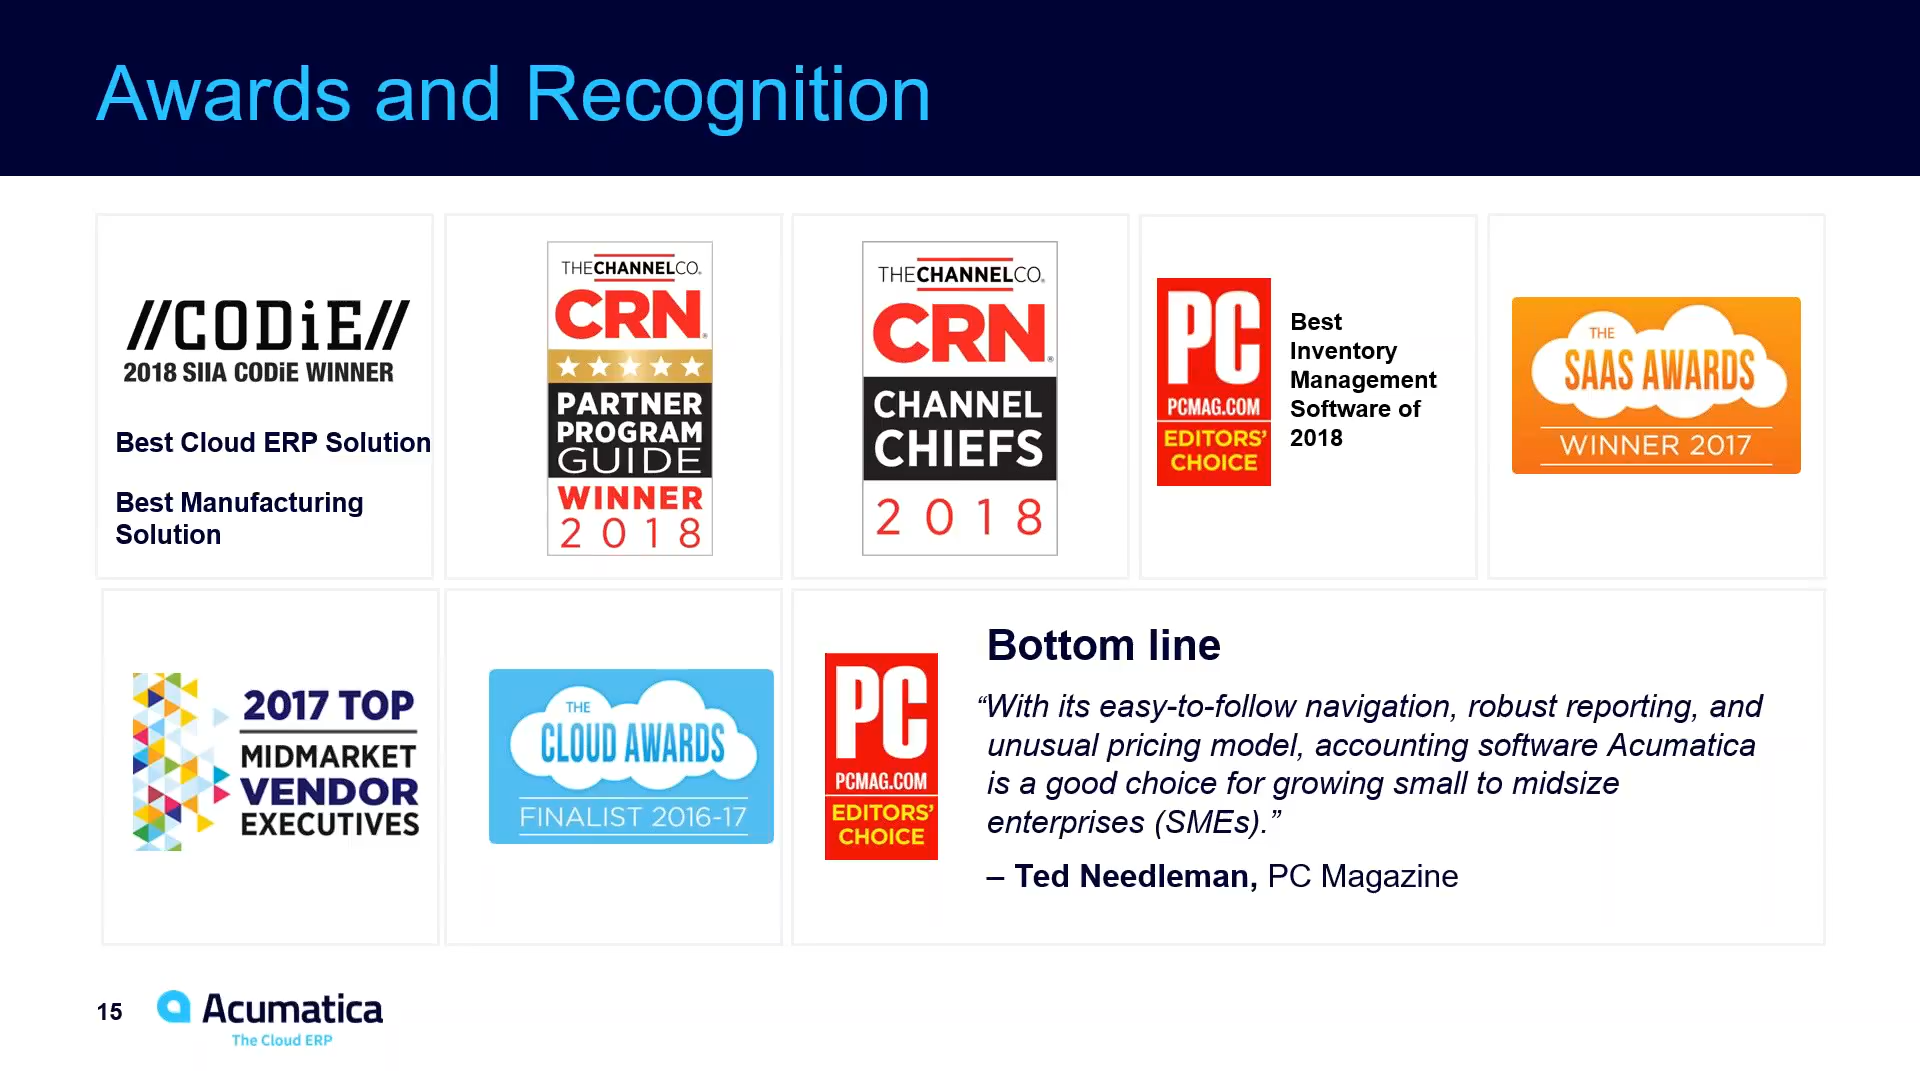 Awards and Recognition
//CODiE//
2018 SIIA CODiE WINNER
Best Cloud ERP Solution
Best Manufacturing
Solution
THECHANNELCO.
CRN®
PARTNER
PROGRAM
GUIDE
WINNER
2018
THECHANNELCO.
CRN®
CHANNEL
CHIEFS
2018
PC
PCMAG.COM
EDITORS'
CHOICE
Best
Inventory
Management
Software of
2018
THE
SAAS AWARDS
WINNER 2017
2017 TOP
MIDMARKET
VENDOR
EXECUTIVES
THE
CLOUD AWARDS
FINALIST 2016-17
PC
PCMAG.COM
EDITORS'
CHOICE
Bottom line
“With its easy-to-follow navigation, robust reporting, and
unusual pricing model, accounting software Acumatica
is a good choice for growing small to midsize
enterprises (SMEs).”
– Ted Needleman, PC Magazine
15
Acumatica
The Cloud ERP